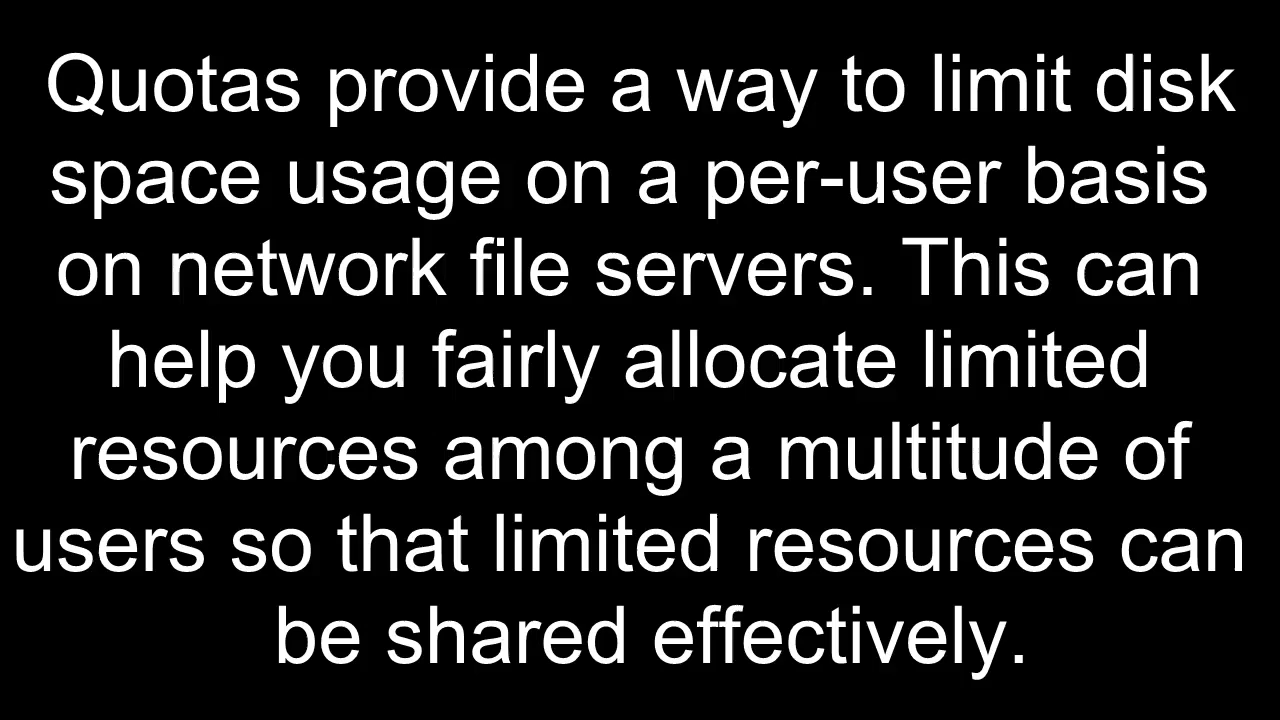 Quotas provide a way to limit disk
space usage on a per-user basis
on network file servers. This can
help you fairly allocate limited
resources among a multitude of
users so that limited resources can
be shared effectively.